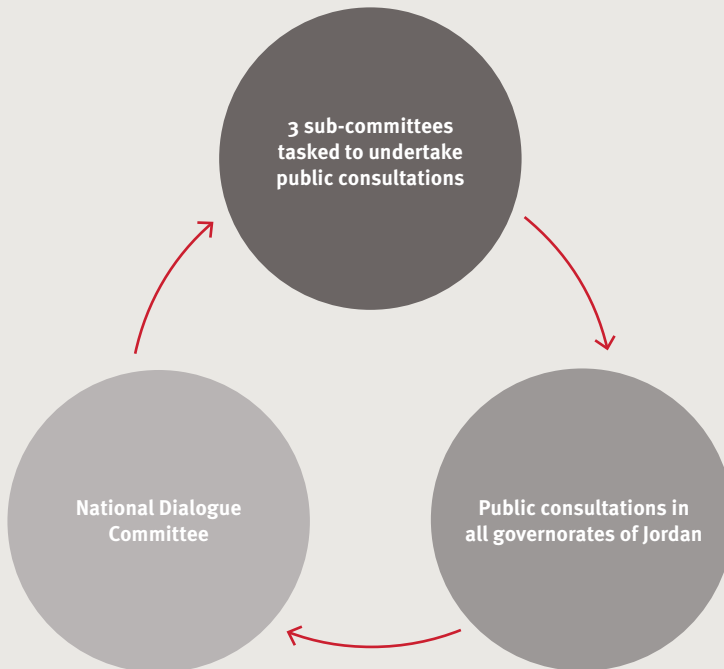 3 sub-committees
tasked to undertake
public consultations
National Dialogue
Committee
Public consultations in
all governorates of Jordan